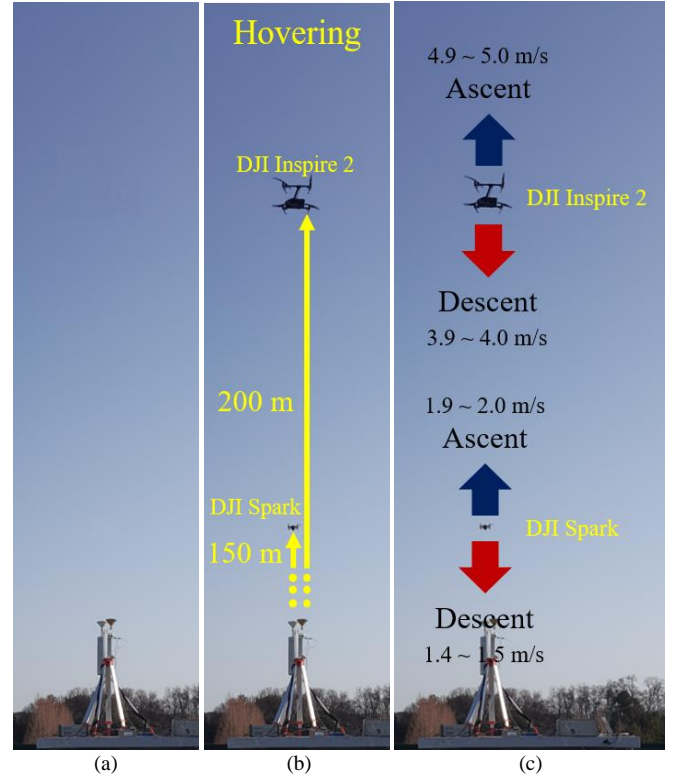 Hovering
DJI Inspire 2
200 m
DJI Spark
150 m
4.9 ~ 5.0 m/s
Ascent
DJI Inspire 2
Descent
3.9 ~ 4.0 m/s
1.9 ~ 2.0 m/s
Ascent
DJI Spark
Descent
1.4 ~ 1.5 m/s
(a)
(b)
(c)